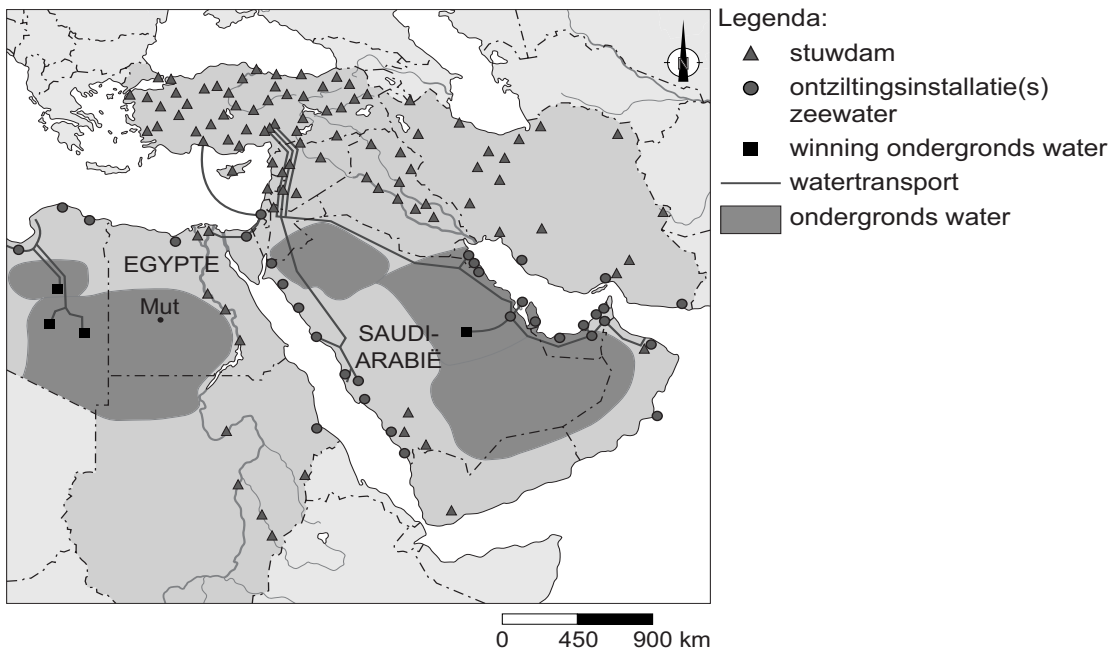 Legenda:
stuwdam
ontziltingsinstallatie(s)
zeewater
winning ondergronds water
watertransport
ondergronds water
N
EGYPTE
Mut
SAUDI-
ARABIË
0 450 900 km